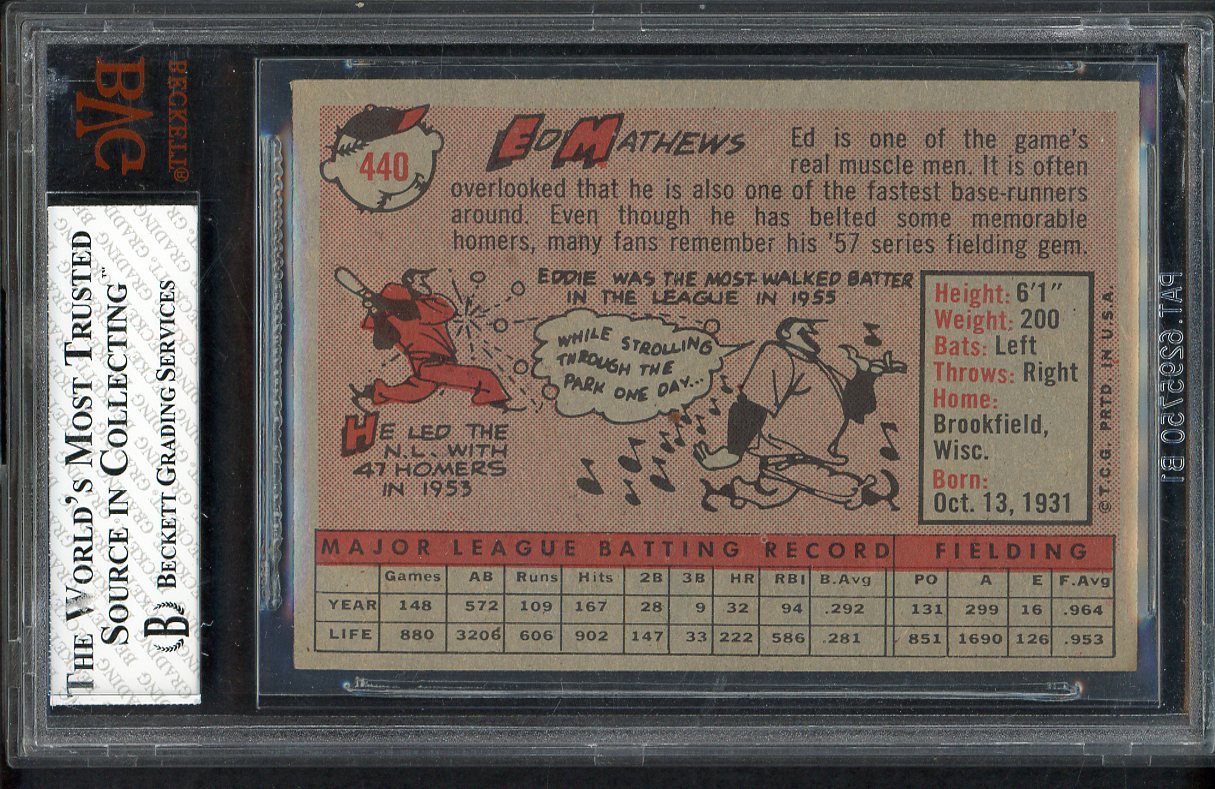 BECKETT®
BVG
THE WORLD'S MOST TRUSTED
SOURCE IN COLLECTING™
B BECKETT GRADING SERVICES
440
ED MATHEWS
Ed is one of the game's
real muscle men. It is often
overlooked that he is also one of the fastest base-runners
around. Even though he has belted some memorable
homers, many fans remember his '57 series fielding gem.
EDDIE WAS THE MOST-WALKED BATTER
IN THE LEAGUE IN 1955
WHILE STROLLING
THROUGH THE
PARK ONE DAY...
HE LED THE
N.L. WITH
47 HOMERS
IN 1953
Height: 6'1"
Weight: 200
Bats: Left
Throws: Right
Home:
Brookfield,
Wisc.
Born:
Oct. 13, 1931
© T.C.G. PRTD. IN U.S.A.
MAJOR LEAGUE BATTING RECORD FIELDING
Games AB Runs Hits 2B 3B HR RBI B.Avg PO A E F.Avg
YEAR 148 572 109 167 28 9 32 94 .292 131 299 16 .964
LIFE 880 3206 606 902 147 33 222 586 .281 851 1690 126 .953
PAT. 6295750 B1